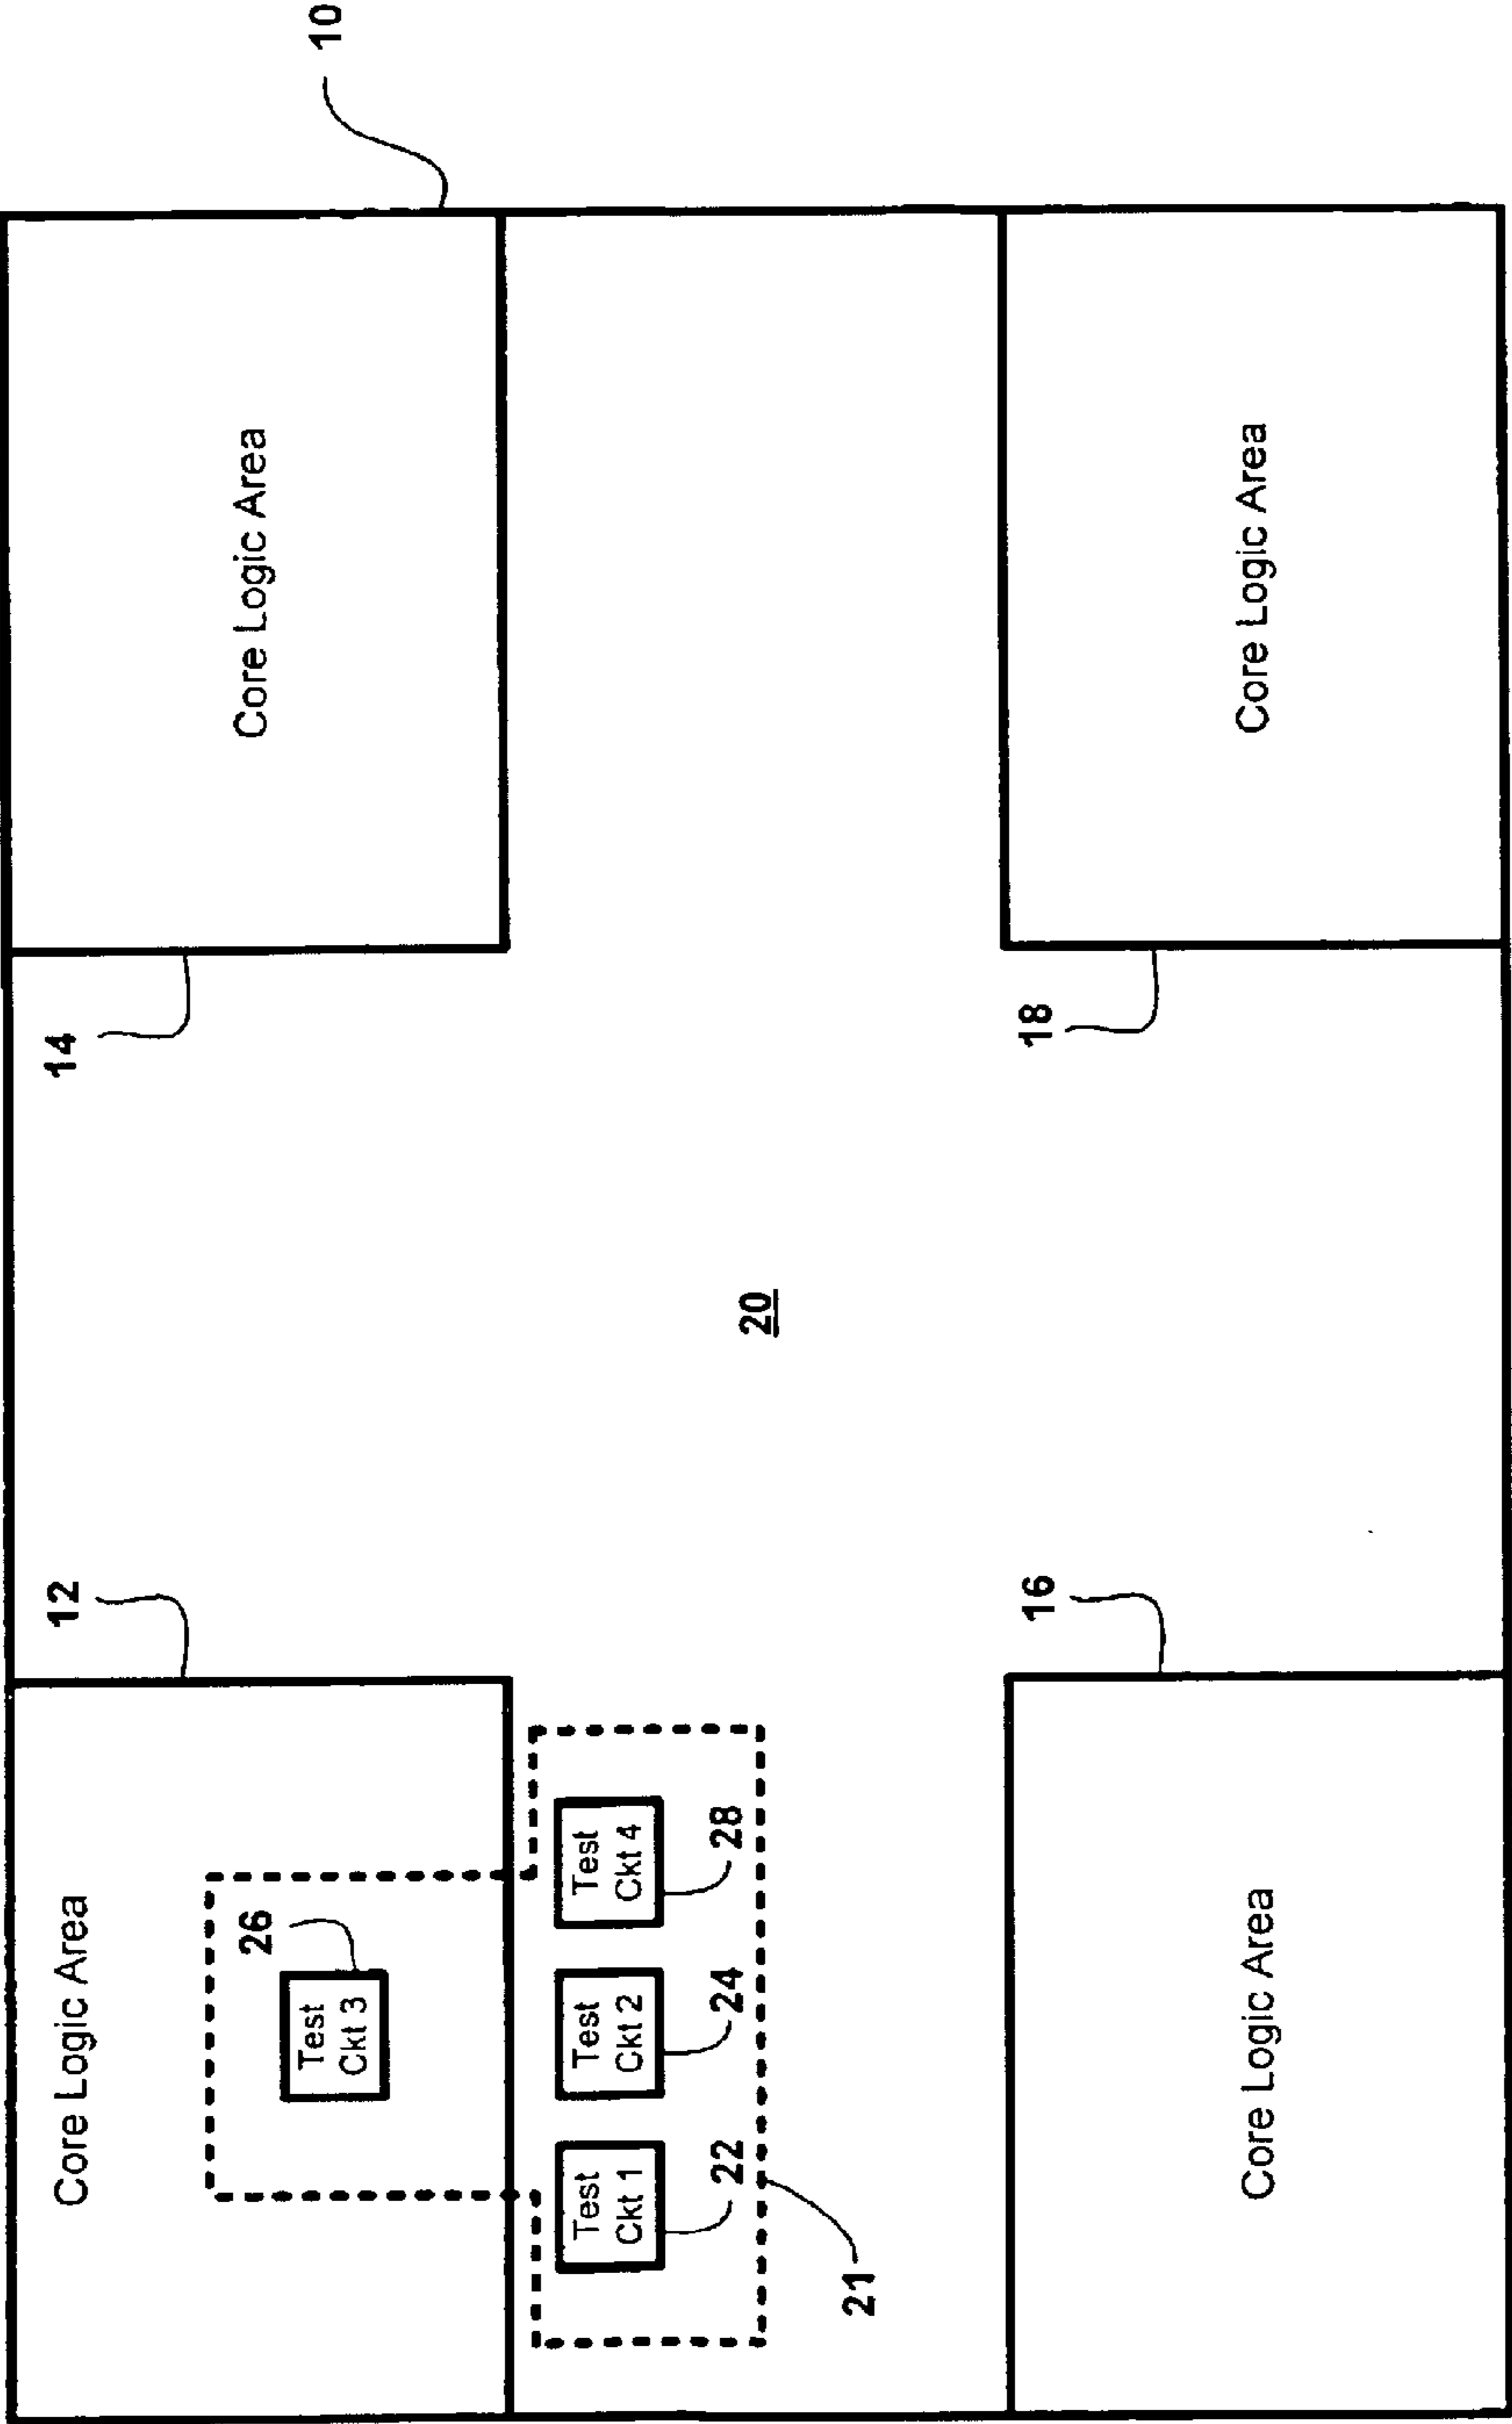 Core Logic Area
12
14
10
26
Core Logic Area
Test
Ckt 3
Test
Ckt 1
Test
Ckt 2
Test
Ckt 4
22
24
28
20
21
16
18
Core Logic Area
Core Logic Area